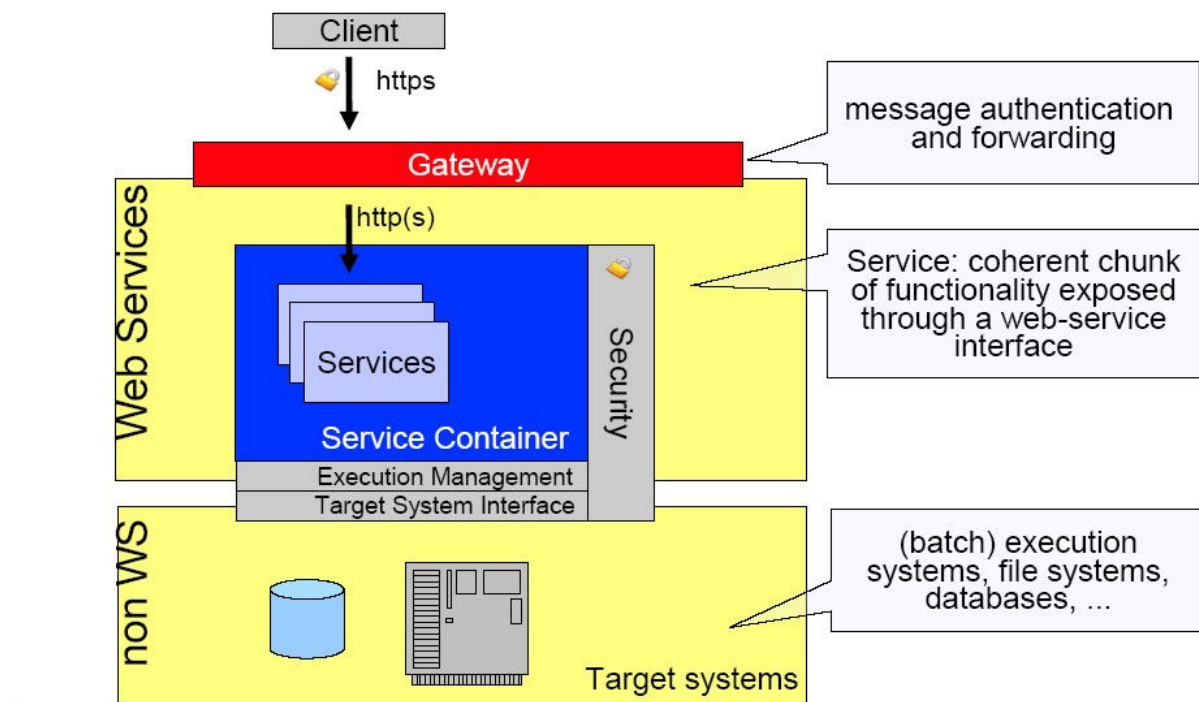 Client
https
message authentication
and forwarding
Gateway
Web Services
http(s)
Service: coherent chunk
of functionality exposed
through a web-service
interface
Services
Security
Service Container
Execution Management
Target System Interface
non WS
(batch) execution
systems, file systems,
databases, ...
Target systems